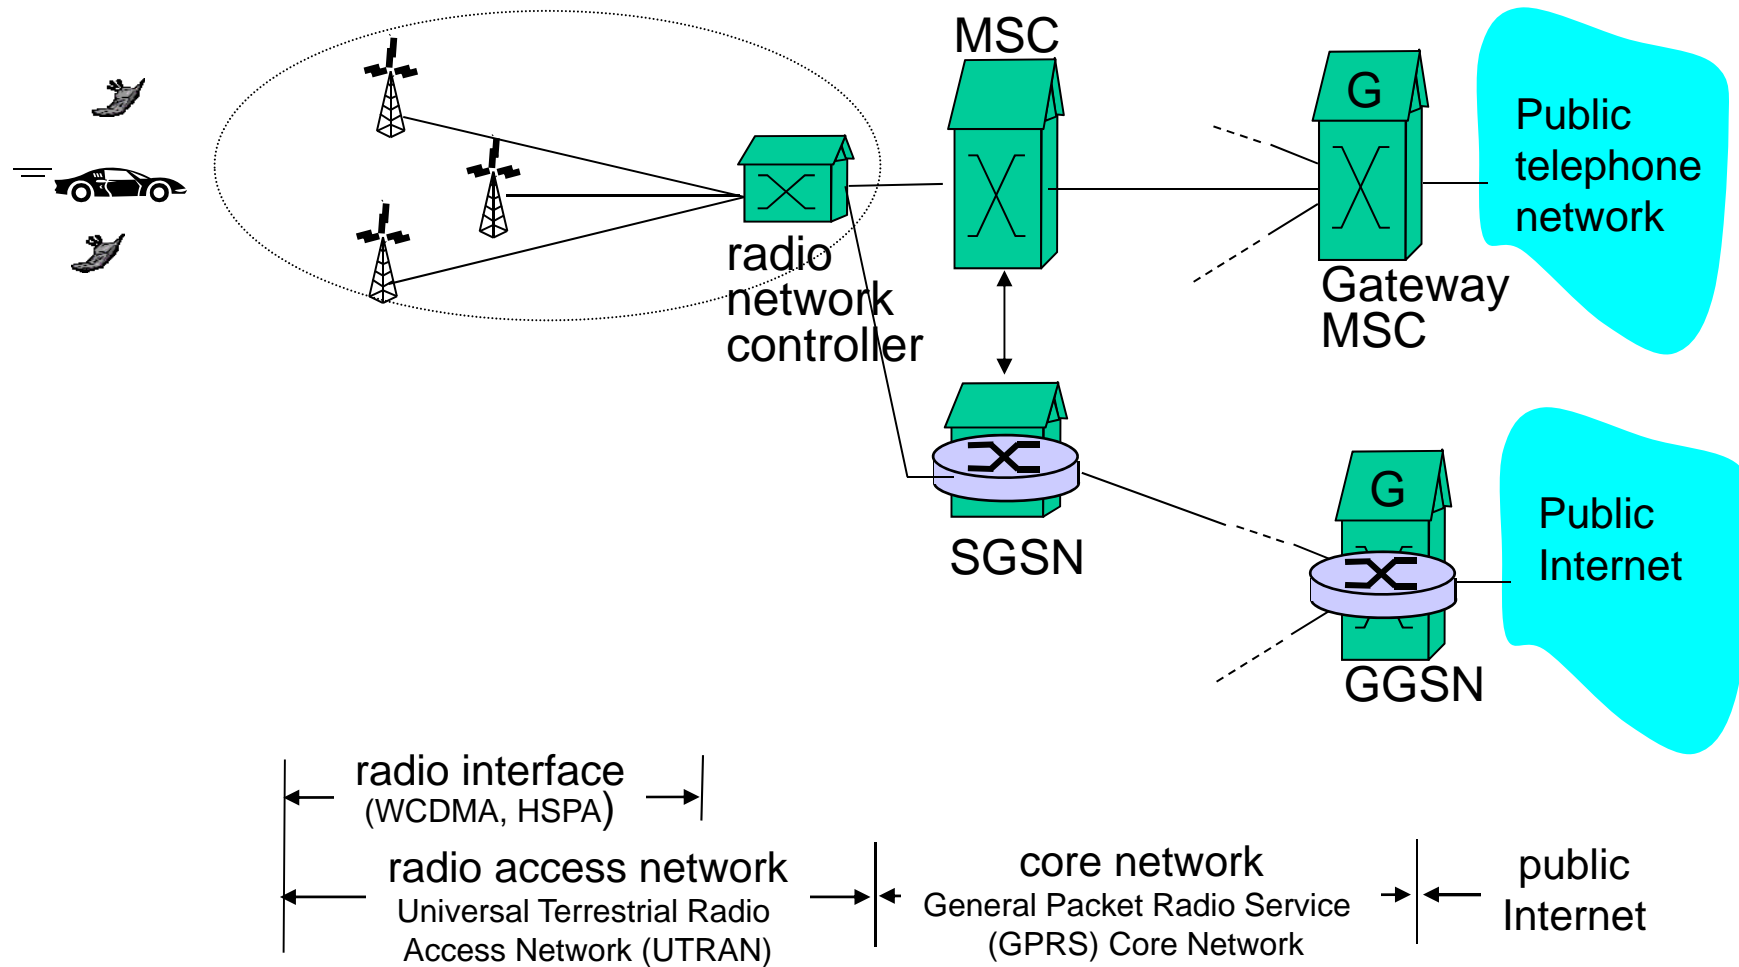 MSC
G
Public
telephone
network
radio
network
controller
Gateway
MSC
SGSN
G
Public
Internet
GGSN
radio interface
(WCDMA, HSPA)
radio access network
Universal Terrestrial Radio
Access Network (UTRAN)
core network
General Packet Radio Service
(GPRS) Core Network
public
Internet